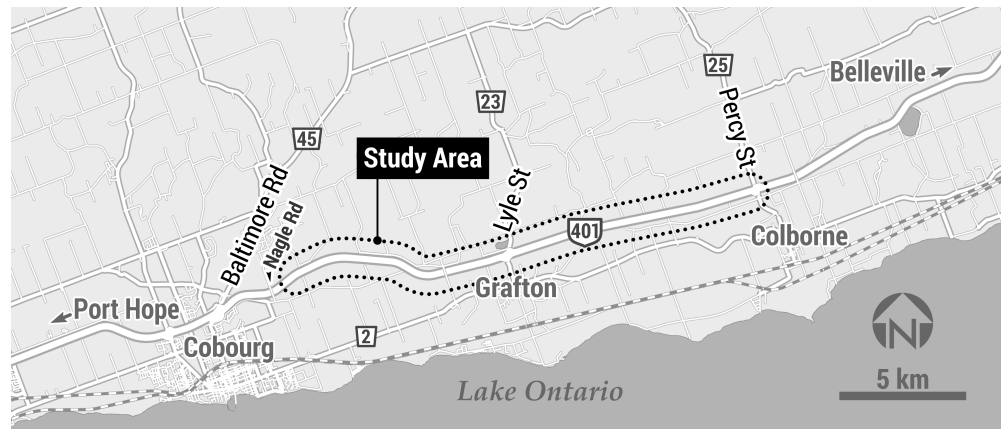 Belleville
25
23
Percy St
45
Study Area
Lyle St
Baltimore Rd
Nagle Rd
401
Colborne
Grafton
Port Hope
2
Cobourg
N
5 km
Lake Ontario